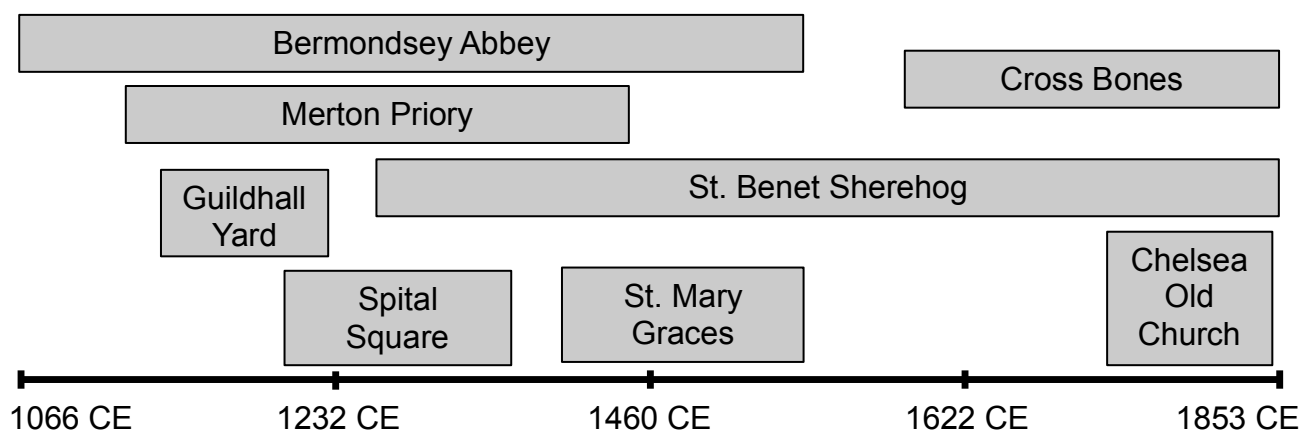 Bermondsey Abbey
Cross Bones
Merton Priory
St. Benet Sherehog
Guildhall
Yard
Chelsea
Old
Church
Spital
Square
St. Mary
Graces
1066 CE
1232 CE
1460 CE
1622 CE
1853 CE